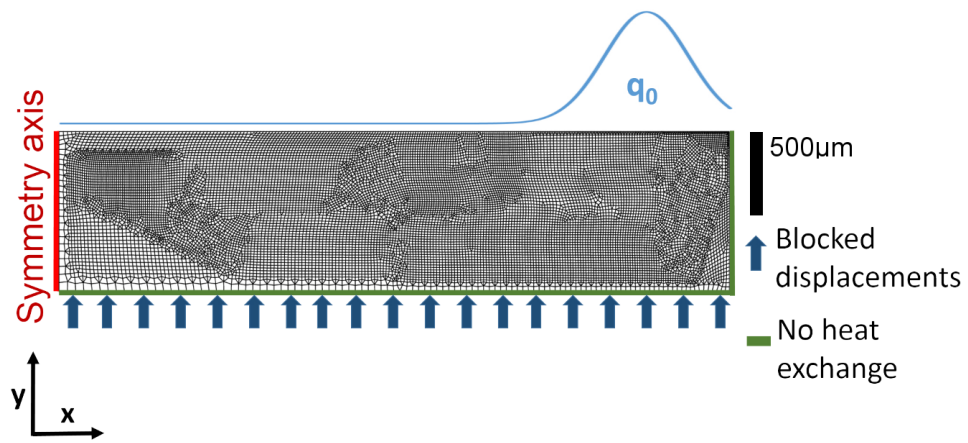 q₀
Symmetry axis
500µm
Blocked
displacements
No heat
exchange
y
x